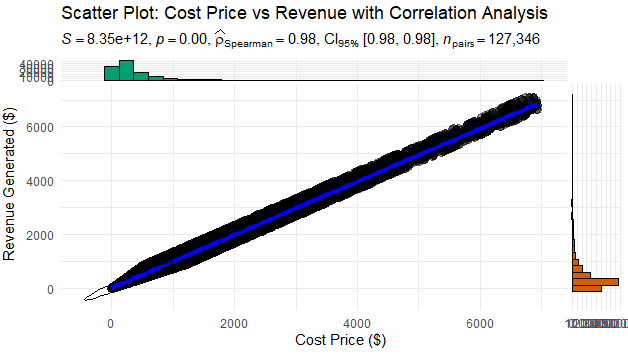 Scatter Plot: Cost Price vs Revenue with Correlation Analysis
S = 8.35e+12, p = 0.00, ρ̂Spearman = 0.98, CI95% [0.98, 0.98], npairs = 127,346
40000
0
6000
4000
2000
0
Revenue Generated ($)
0 2000 4000 6000
Cost Price ($)